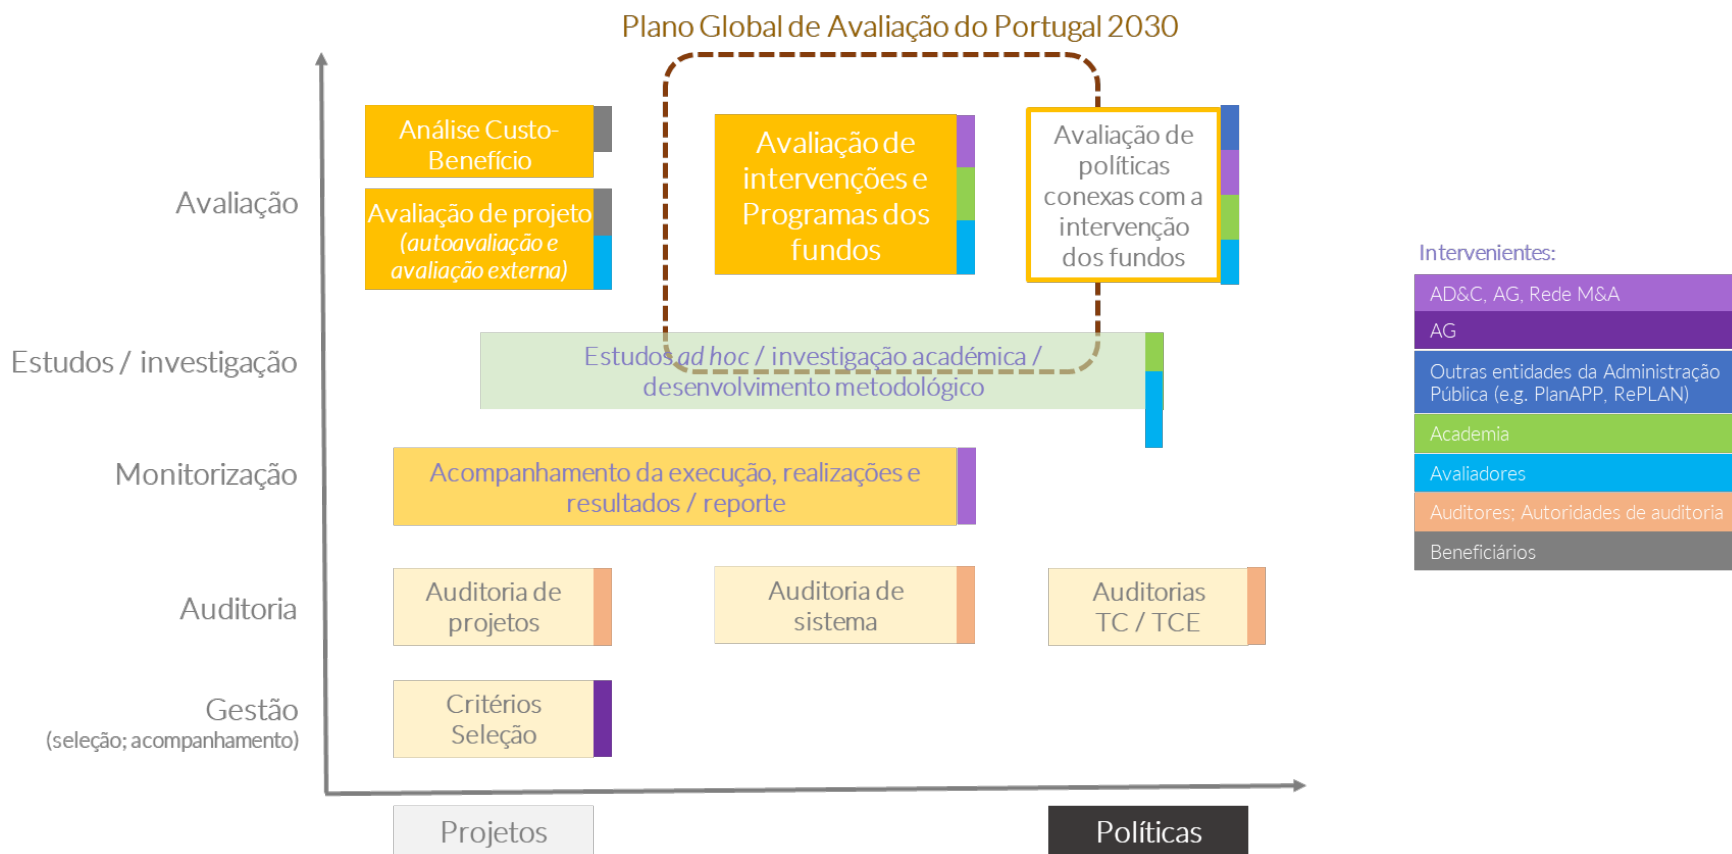 Plano Global de Avaliação do Portugal 2030
Avaliação
Análise Custo-
Benefício
Avaliação de projeto
(autoavaliação e
avaliação externa)
Avaliação de
intervenções e
Programas dos
fundos
Avaliação de
políticas
conexas com a
intervenção
dos fundos
Estudos / investigação
Estudos ad hoc / investigação académica /
desenvolvimento metodológico
Monitorização
Acompanhamento da execução, realizações e
resultados / reporte
Auditoria
Auditoria de
projetos
Auditoria de
sistema
Auditorias
TC / TCE
Gestão
(seleção; acompanhamento)
Critérios
Seleção
Projetos
Políticas
Intervenientes:
AD&C, AG, Rede M&A
AG
Outras entidades da Administração
Pública (e.g. PlanAPP, RePLAN)
Academia
Avaliadores
Auditores; Autoridades de auditoria
Beneficiários